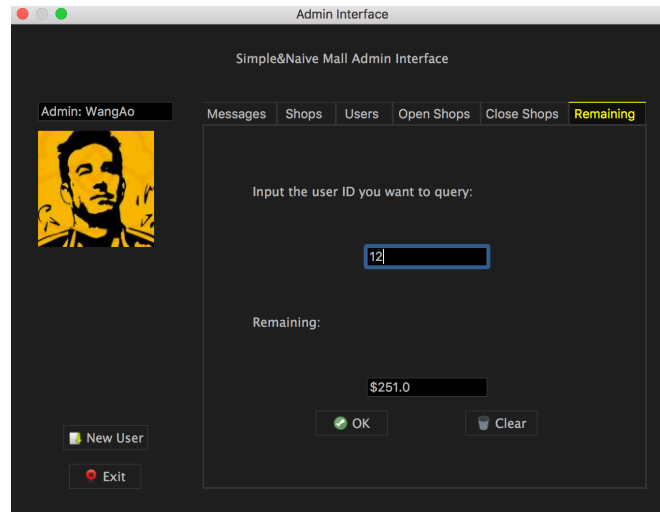 Admin Interface
Simple&Naive Mall Admin Interface
Admin: WangAo
Messages Shops Users Open Shops Close Shops Remaining
Input the user ID you want to query:
12
Remaining:
$251.0
OK Clear
New User
Exit